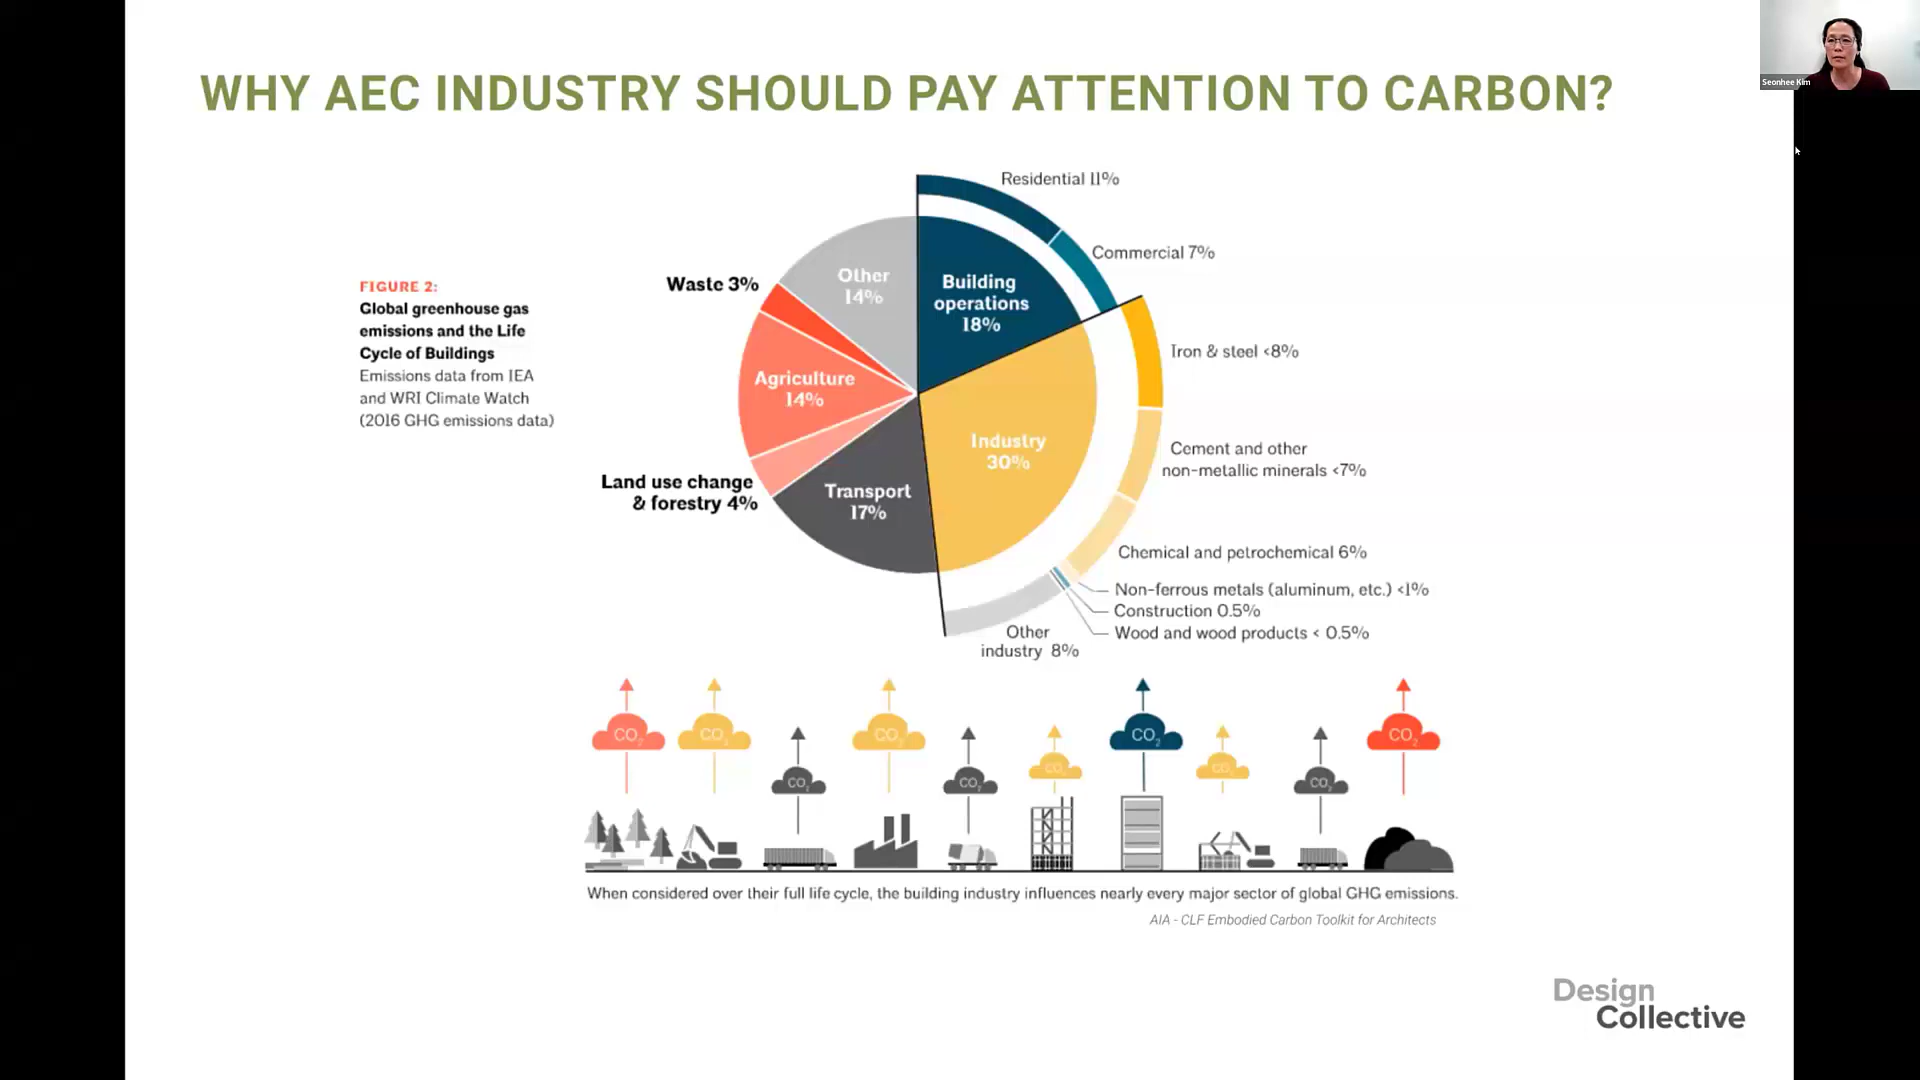 WHY AEC INDUSTRY SHOULD PAY ATTENTION TO CARBON?
Seonhee Kim
FIGURE 2:
Global greenhouse gas
emissions and the Life
Cycle of Buildings
Emissions data from IEA
and WRI Climate Watch
(2016 GHG emissions data)
Residential 11%
Commercial 7%
Building
operations
18%
Other
14%
Waste 3%
Agriculture
14%
Land use change
& forestry 4%
Transport
17%
Industry
30%
Iron & steel <8%
Cement and other
non-metallic minerals <7%
Chemical and petrochemical 6%
Non-ferrous metals (aluminum, etc.) <1%
Construction 0.5%
Wood and wood products < 0.5%
Other
industry 8%
CO2
CO2
CO2
CO2
CO2
CO2
CO2
CO2
CO2
CO2
When considered over their full life cycle, the building industry influences nearly every major sector of global GHG emissions.
AIA - CLF Embodied Carbon Toolkit for Architects
Design
Collective